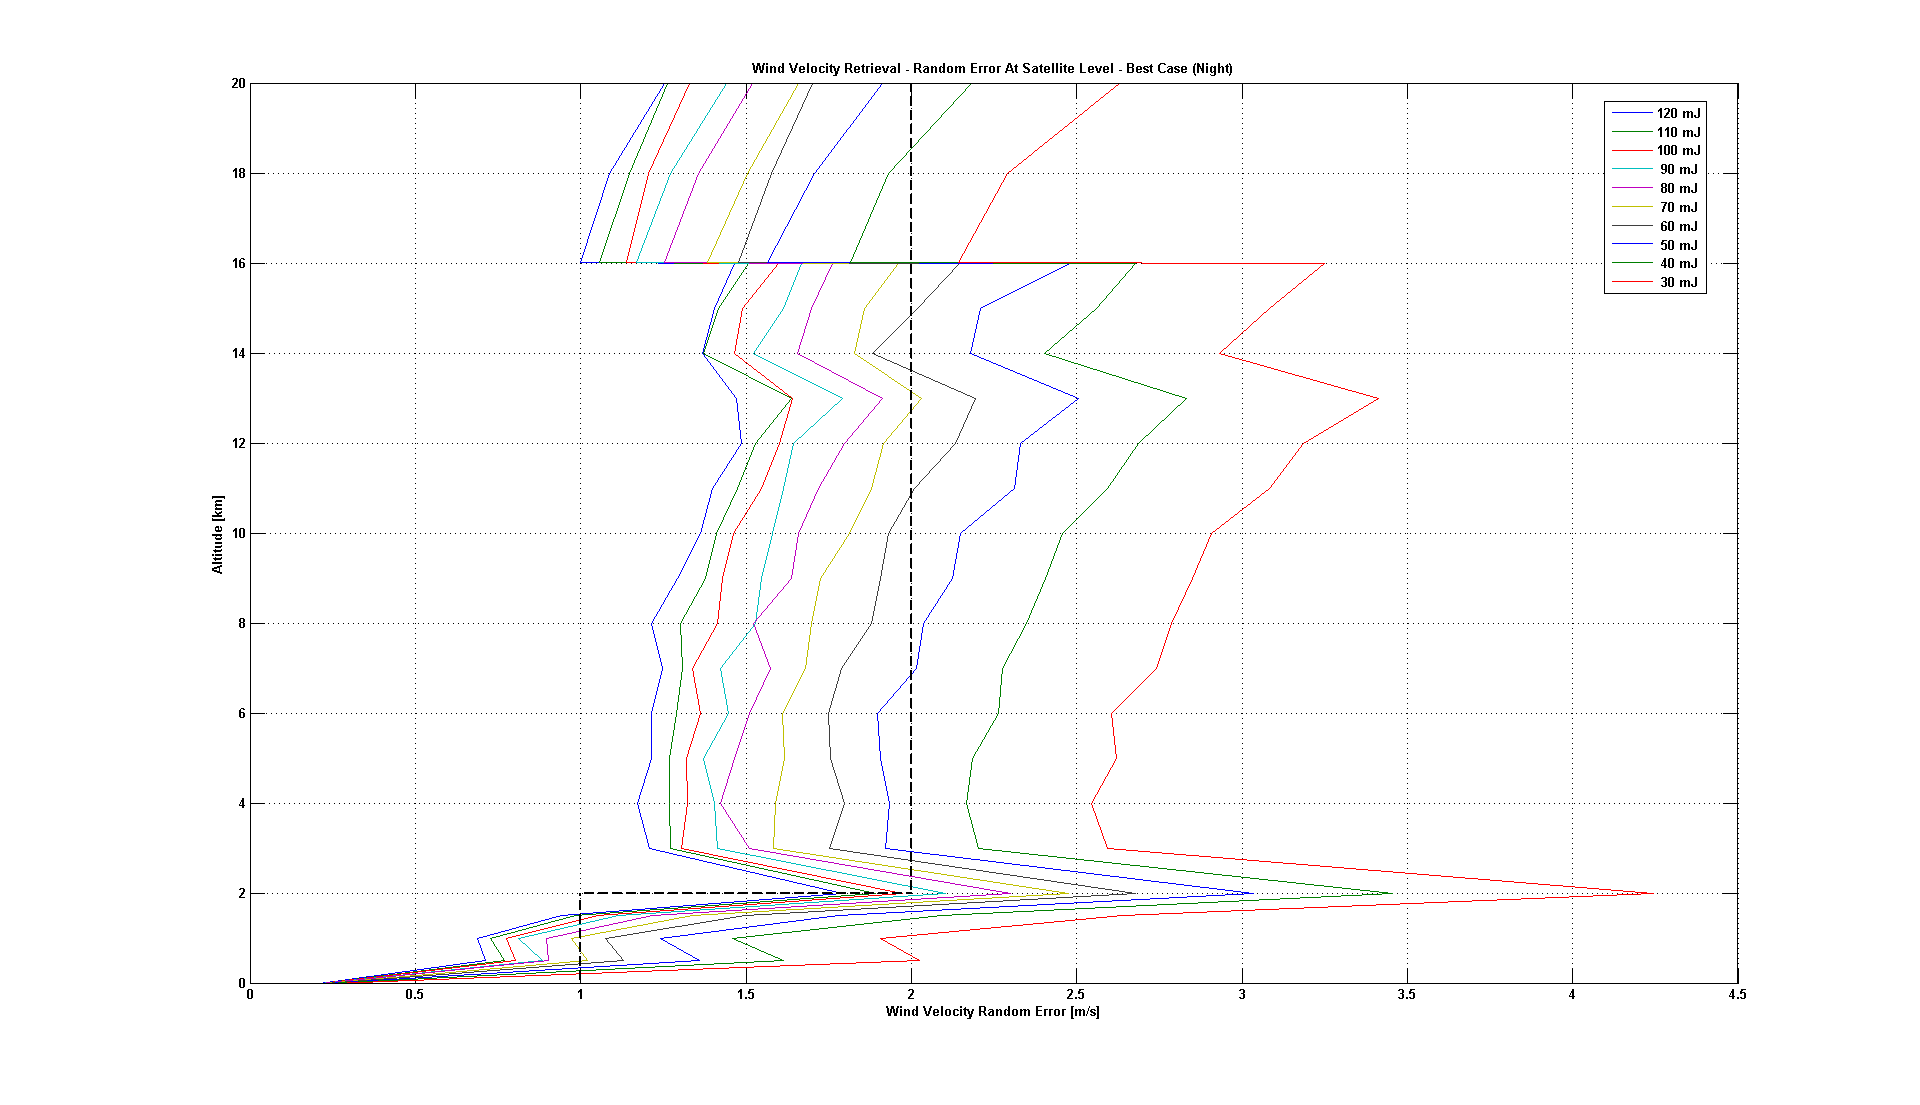 Wind Velocity Retrieval - Random Error At Satellite Level - Best Case (Night)
20
18
16
14
12
10
8
6
4
2
0
Altitude [km]
120 mJ
110 mJ
100 mJ
90 mJ
80 mJ
70 mJ
60 mJ
50 mJ
40 mJ
30 mJ
0
0.5
1
1.5
2
2.5
3
3.5
4
4.5
Wind Velocity Random Error [m/s]